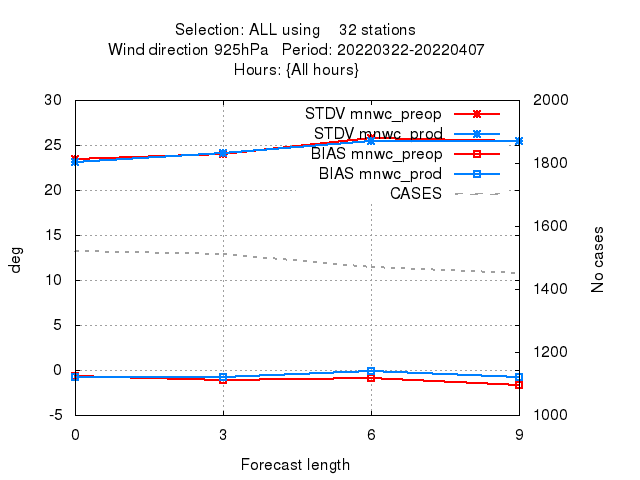 Selection: ALL using    32 stations
Wind direction 925hPa   Period: 20220322-20220407
Hours: {All hours}
30 2000
STDV mnwc_preop
STDV mnwc_prod
25
BIAS mnwc_preop
1800
BIAS mnwc_prod
20
CASES
15 1600
deg
No cases
10 1400
5
1200
0
-5 1000
0 3 6 9
Forecast length